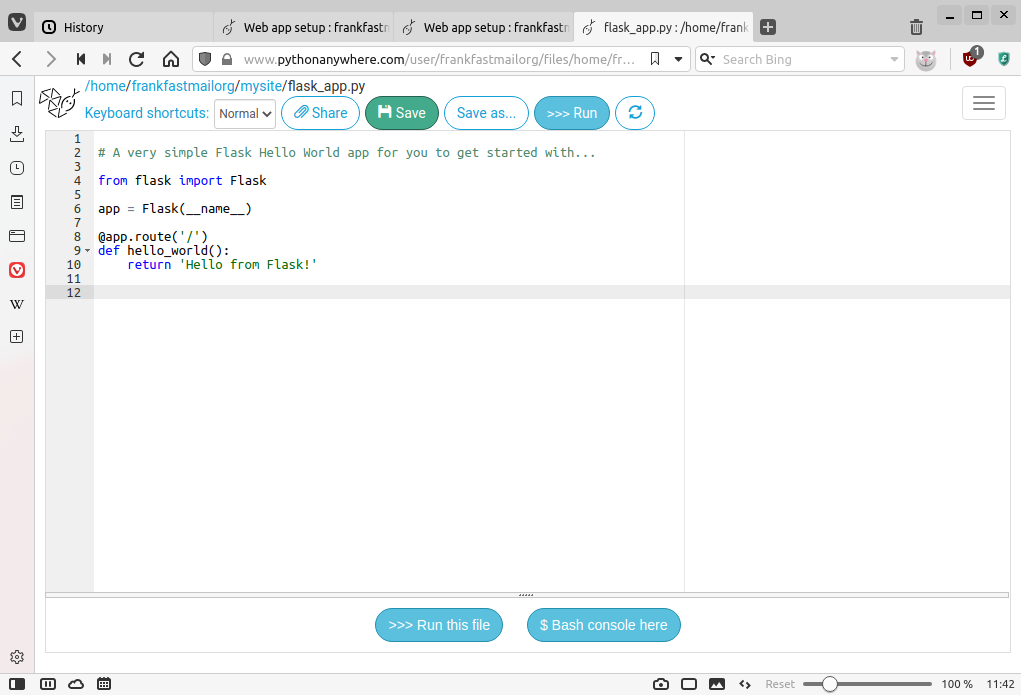 History
Web app setup : frankfastm
Web app setup : frankfastm
flask_app.py : /home/frank
www.pythonanywhere.com/user/frankfastmailorg/files/home/fr...
Search Bing
1
/home/frankfastmailorg/mysite/flask_app.py
Keyboard shortcuts: Normal Share Save Save as... >>> Run
1
2 # A very simple Flask Hello World app for you to get started with...
3
4 from flask import Flask
5
6 app = Flask(__name__)
7
8 @app.route('/')
9 def hello_world():
10 return 'Hello from Flask!'
11
12
>>> Run this file
$ Bash console here
W
Reset 100 % 11:42